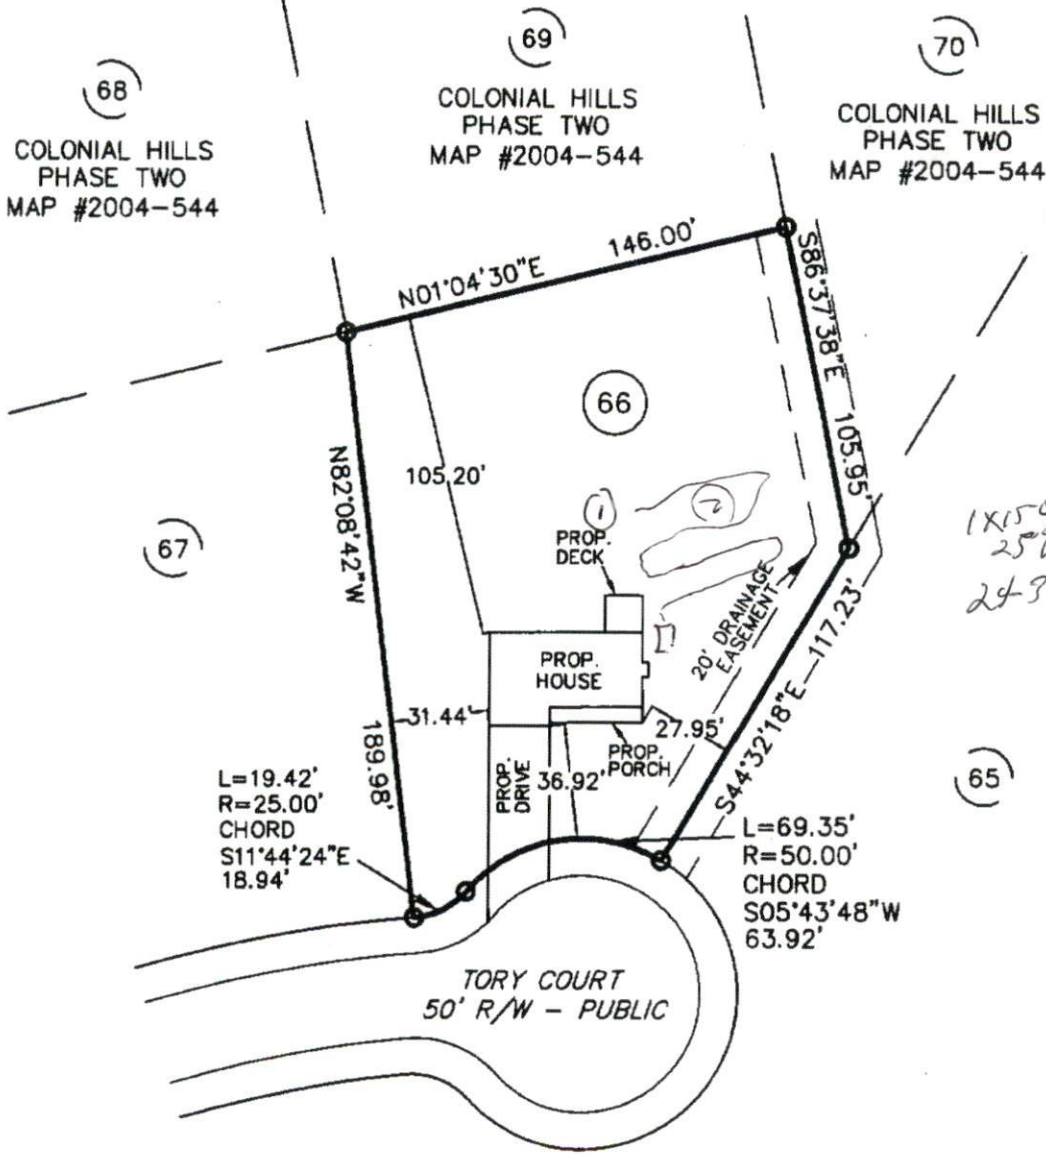 68
COLONIAL HILLS
PHASE TWO
MAP #2004-544
69
COLONIAL HILLS
PHASE TWO
MAP #2004-544
70
COLONIAL HILLS
PHASE TWO
MAP #2004-544
N01°04'30"E 146.00'
S86°37'38"E 105.95'
66
105.20'
N82°08'42"W 189.98'
67
1
2
PROP.
DECK
20' DRAINAGE
EASEMENT
PROP.
HOUSE
S44°32'18"E 117.23'
31.44'
27.95'
PROP.
PORCH
PROP.
DRIVE
36.92'
65
L=19.42'
R=25.00'
CHORD
S11°44'24"E
18.94'
L=69.35'
R=50.00'
CHORD
S05°43'48"W
63.92'
TORY COURT
50' R/W - PUBLIC